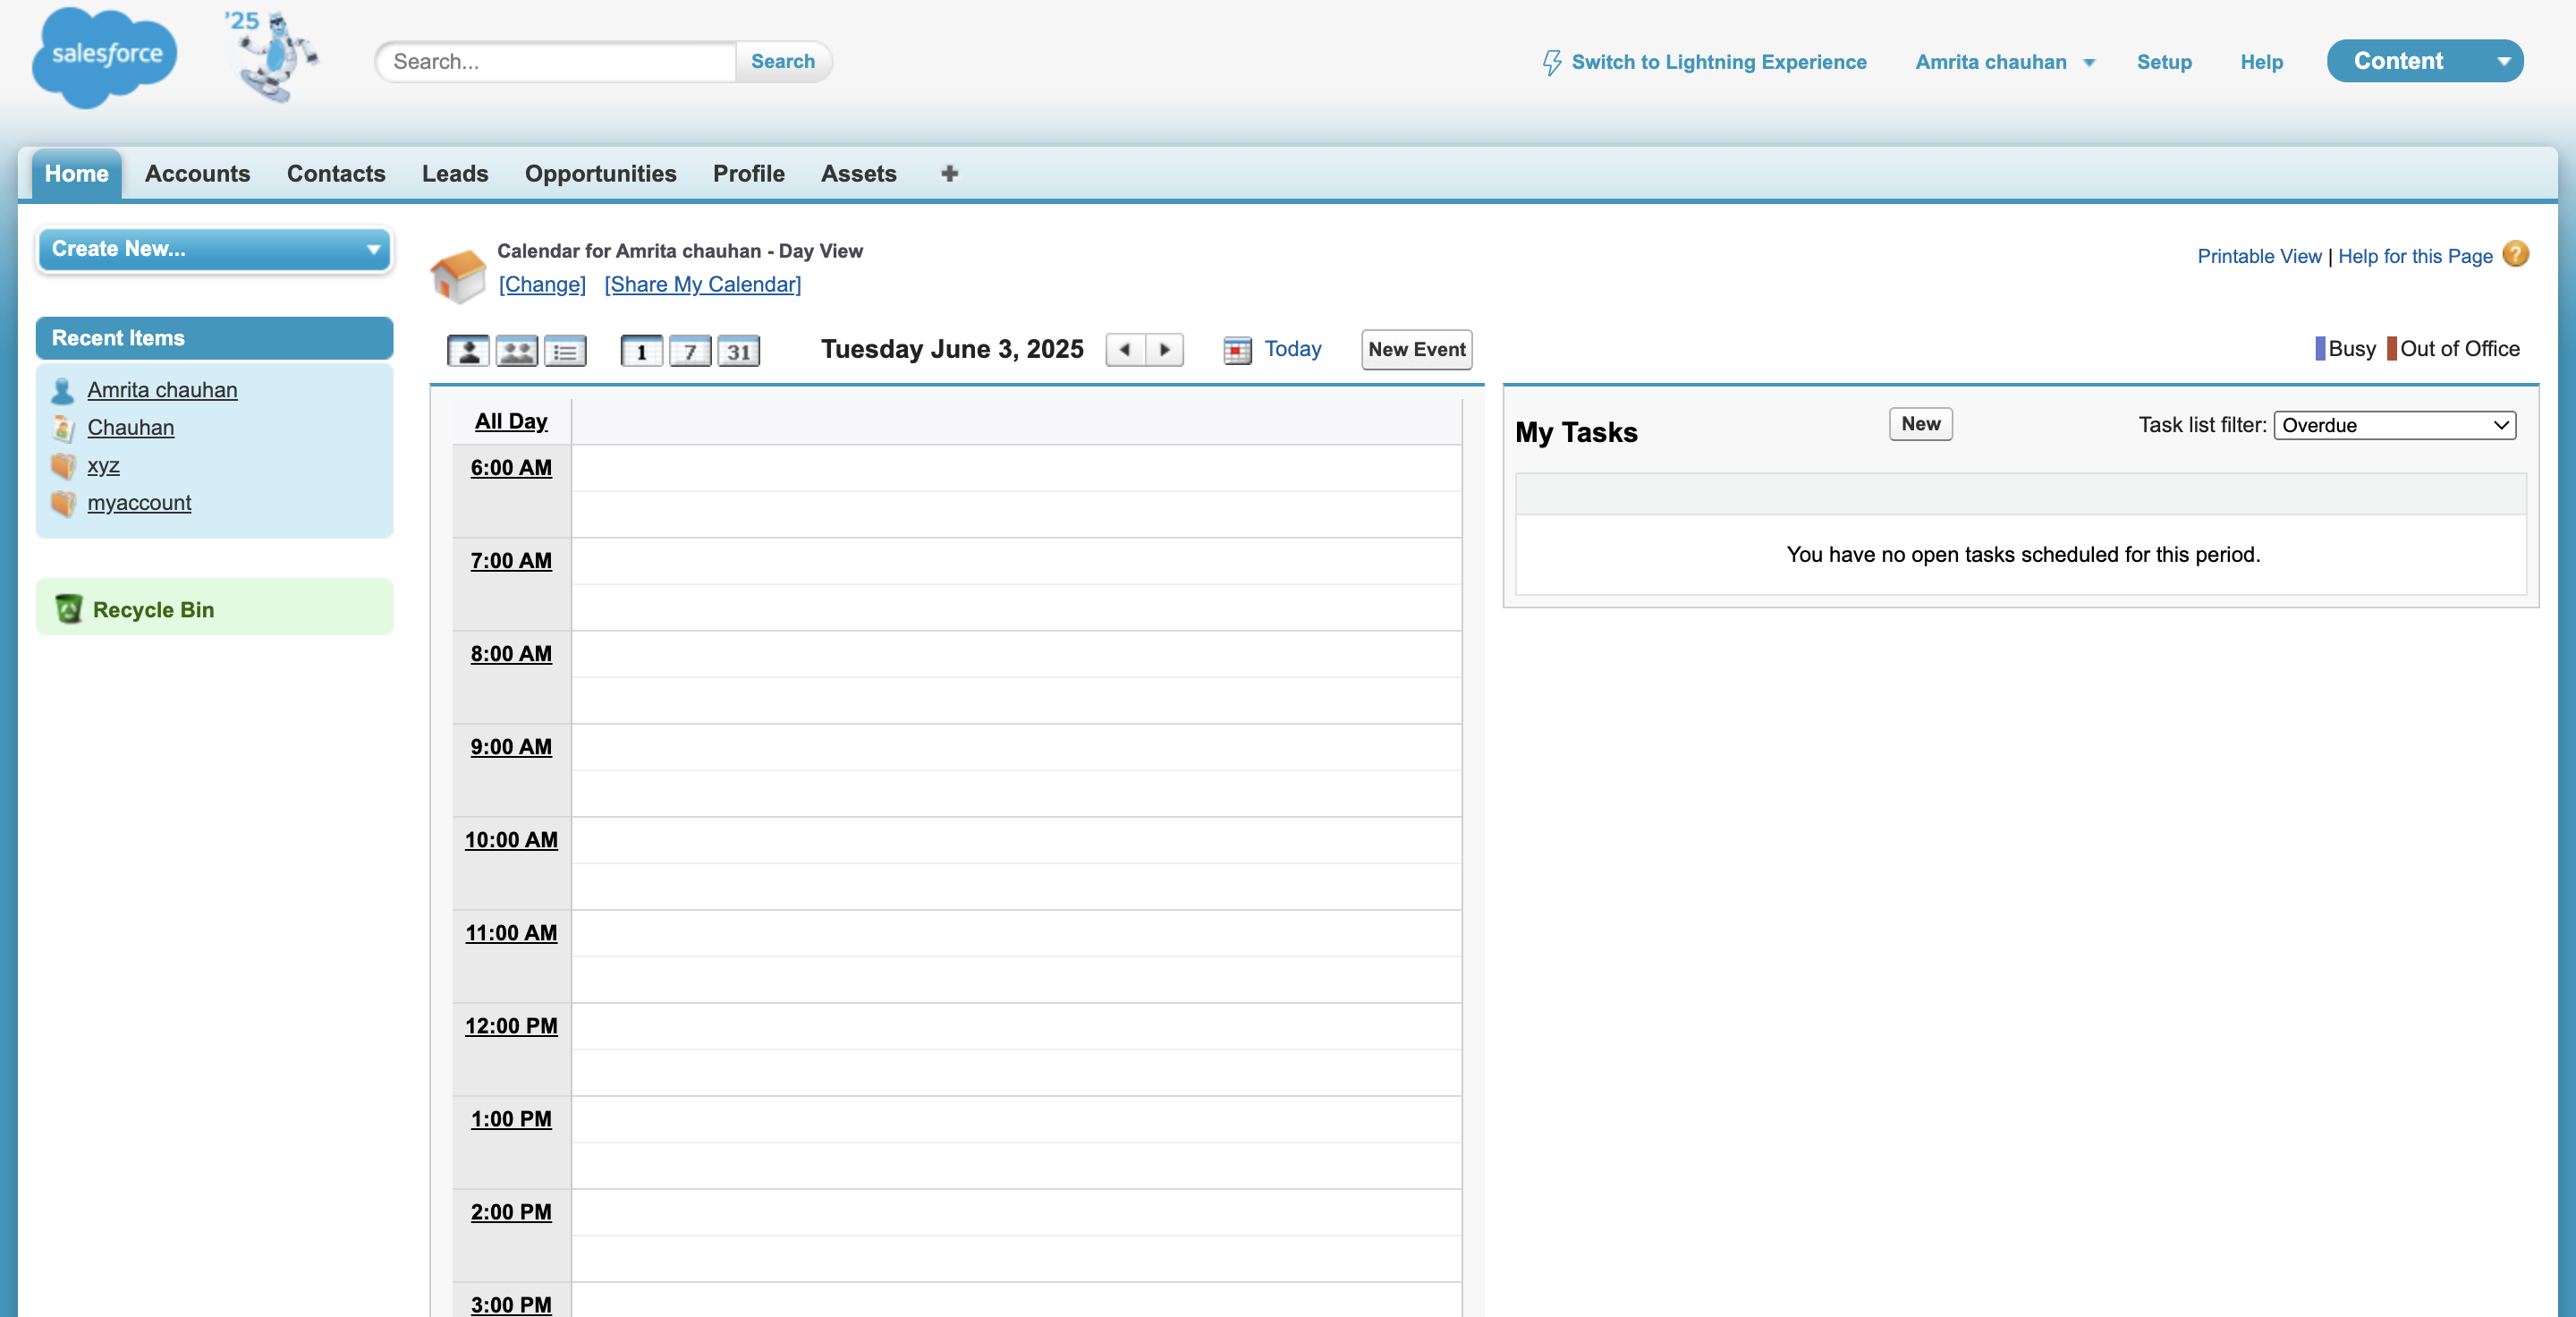 salesforce
'25
Search...
Search
Switch to Lightning Experience
Amrita chauhan
Setup
Help
Content
Home
Accounts
Contacts
Leads
Opportunities
Profile
Assets
Create New...
Recent Items
Amrita chauhan
Chauhan
xyz
myaccount
Recycle Bin
Calendar for Amrita chauhan - Day View
[Change] [Share My Calendar]
Printable View | Help for this Page ?
1 7 31
Tuesday June 3, 2025
Today
New Event
Busy Out of Office
All Day
6:00 AM
7:00 AM
8:00 AM
9:00 AM
10:00 AM
11:00 AM
12:00 PM
1:00 PM
2:00 PM
3:00 PM
My Tasks
New
Task list filter: Overdue
You have no open tasks scheduled for this period.